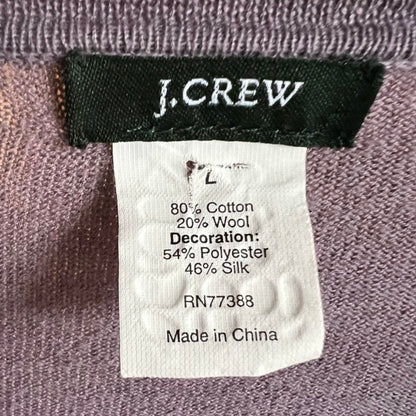 J.CREW
L
80% Cotton
20% Wool
Decoration:
54% Polyester
46% Silk
RN77388
Made in China